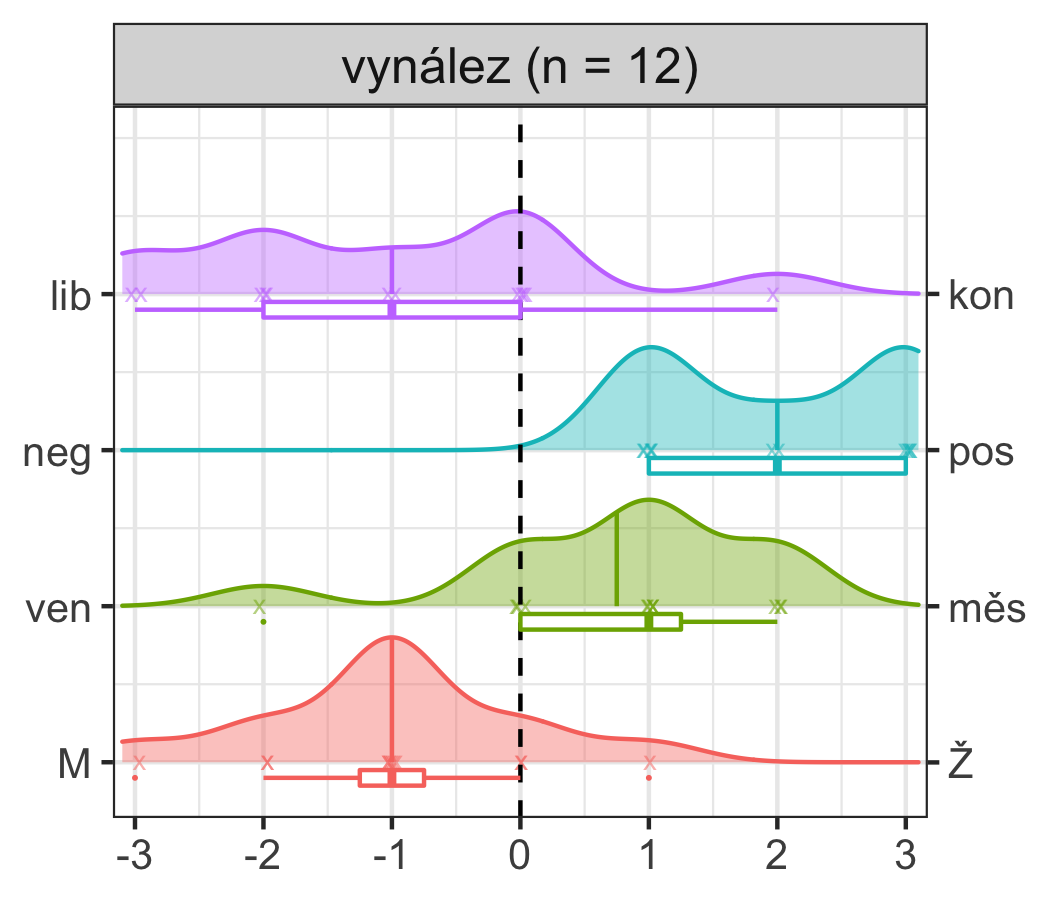 vynález (n = 12)
lib kon
neg pos
ven měs
M Ž
-3 -2 -1 0 1 2 3